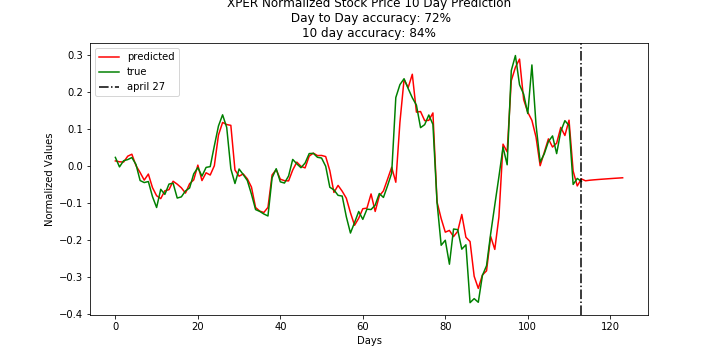 XPER Normalized Stock Price 10 Day Prediction
Day to Day accuracy: 72%
10 day accuracy: 84%
predicted
true
april 27
Normalized Values
0.3
0.2
0.1
0.0
−0.1
−0.2
−0.3
−0.4
0 20 40 60 80 100 120
Days